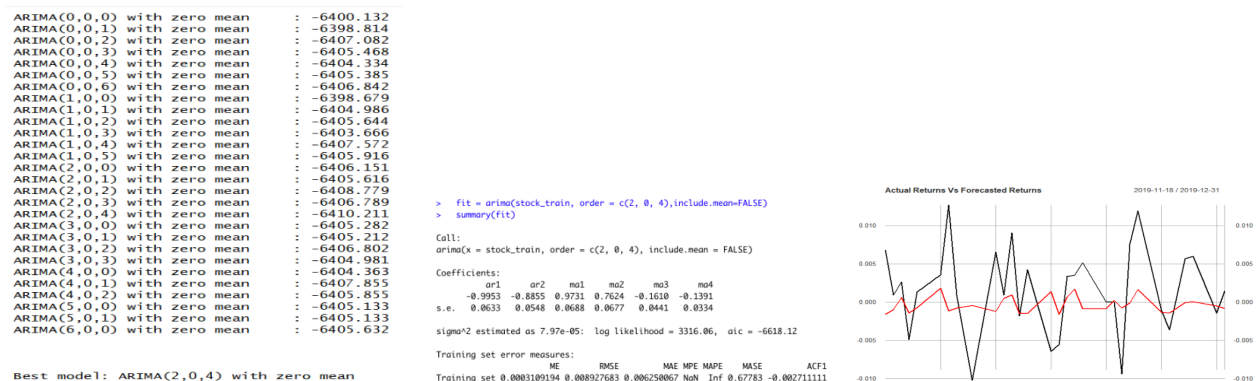 ARIMA(0,0,0) with zero mean : -6400.132
ARIMA(0,0,1) with zero mean : -6398.814
ARIMA(0,0,2) with zero mean : -6407.082
ARIMA(0,0,3) with zero mean : -6405.468
ARIMA(0,0,4) with zero mean : -6404.334
ARIMA(0,0,5) with zero mean : -6405.385
ARIMA(0,0,6) with zero mean : -6406.842
ARIMA(1,0,0) with zero mean : -6398.679
ARIMA(1,0,1) with zero mean : -6404.986
ARIMA(1,0,2) with zero mean : -6405.644
ARIMA(1,0,3) with zero mean : -6403.666
ARIMA(1,0,4) with zero mean : -6407.572
ARIMA(1,0,5) with zero mean : -6405.916
ARIMA(2,0,0) with zero mean : -6406.151
ARIMA(2,0,1) with zero mean : -6405.616
ARIMA(2,0,2) with zero mean : -6408.779
ARIMA(2,0,3) with zero mean : -6406.789
ARIMA(2,0,4) with zero mean : -6410.211
ARIMA(3,0,0) with zero mean : -6405.282
ARIMA(3,0,1) with zero mean : -6405.212
ARIMA(3,0,2) with zero mean : -6406.802
ARIMA(3,0,3) with zero mean : -6404.981
ARIMA(4,0,0) with zero mean : -6404.363
ARIMA(4,0,1) with zero mean : -6407.855
ARIMA(4,0,2) with zero mean : -6405.855
ARIMA(5,0,0) with zero mean : -6405.133
ARIMA(5,0,1) with zero mean : -6405.133
ARIMA(6,0,0) with zero mean : -6405.632
Best model: ARIMA(2,0,4) with zero mean
> fit = arima(stock_train, order = c(2, 0, 4),include.mean=FALSE)
> summary(fit)
Call:
arima(x = stock_train, order = c(2, 0, 4), include.mean = FALSE)
Coefficients:
ar1 ar2 ma1 ma2 ma3 ma4
-0.9953 -0.8855 0.9731 0.7624 -0.1610 -0.1391
s.e. 0.0633 0.0548 0.0688 0.0677 0.0441 0.0334
sigma^2 estimated as 7.97e-05: log likelihood = 3316.06, aic = -6618.12
Training set error measures:
ME RMSE MAE MPE MAPE MASE ACF1
Training set 0.0003109194 0.008927683 0.006250067 NaN Inf 0.67783 -0.002711111
Actual Returns Vs Forecasted Returns 2019-11-18 / 2019-12-31
0.010 0.010
0.005 0.005
0.000 0.000
-0.005 -0.005
-0.010 -0.010